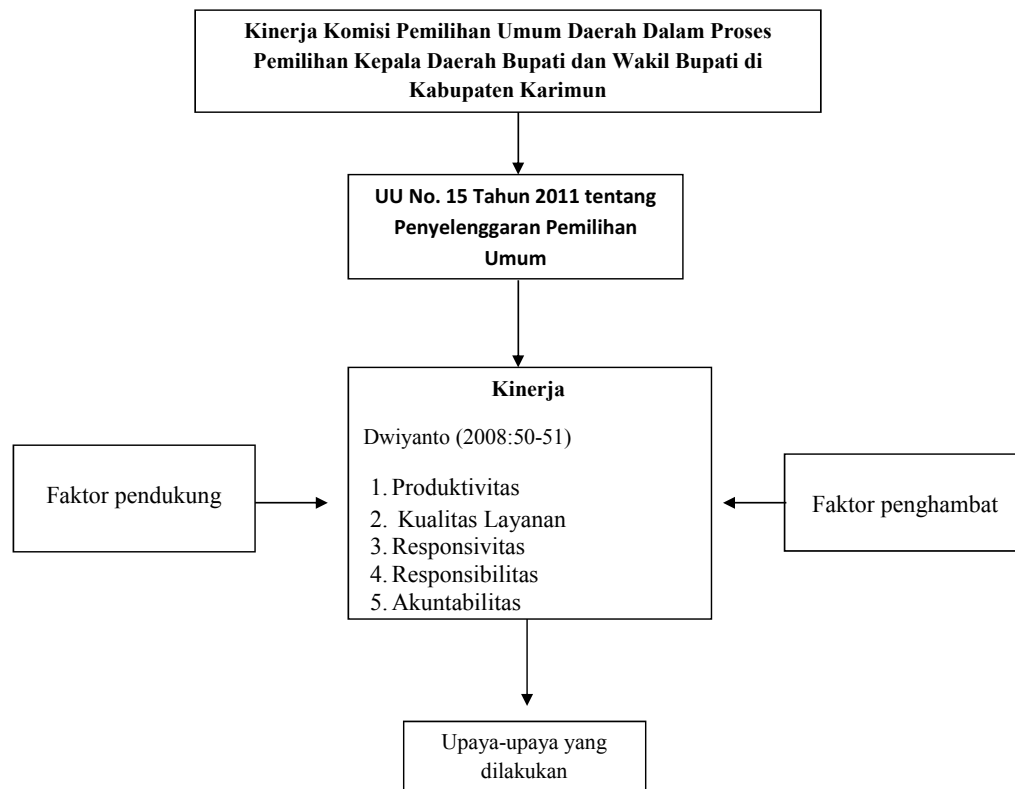 Kinerja Komisi Pemilihan Umum Daerah Dalam Proses
Pemilihan Kepala Daerah Bupati dan Wakil Bupati di
Kabupaten Karimun
UU No. 15 Tahun 2011 tentang
Penyelenggaran Pemilihan
Umum
Kinerja
Dwiyanto (2008:50-51)
1. Produktivitas
2. Kualitas Layanan
3. Responsivitas
4. Responsibilitas
5. Akuntabilitas
Faktor pendukung
Faktor penghambat
Upaya-upaya yang
dilakukan